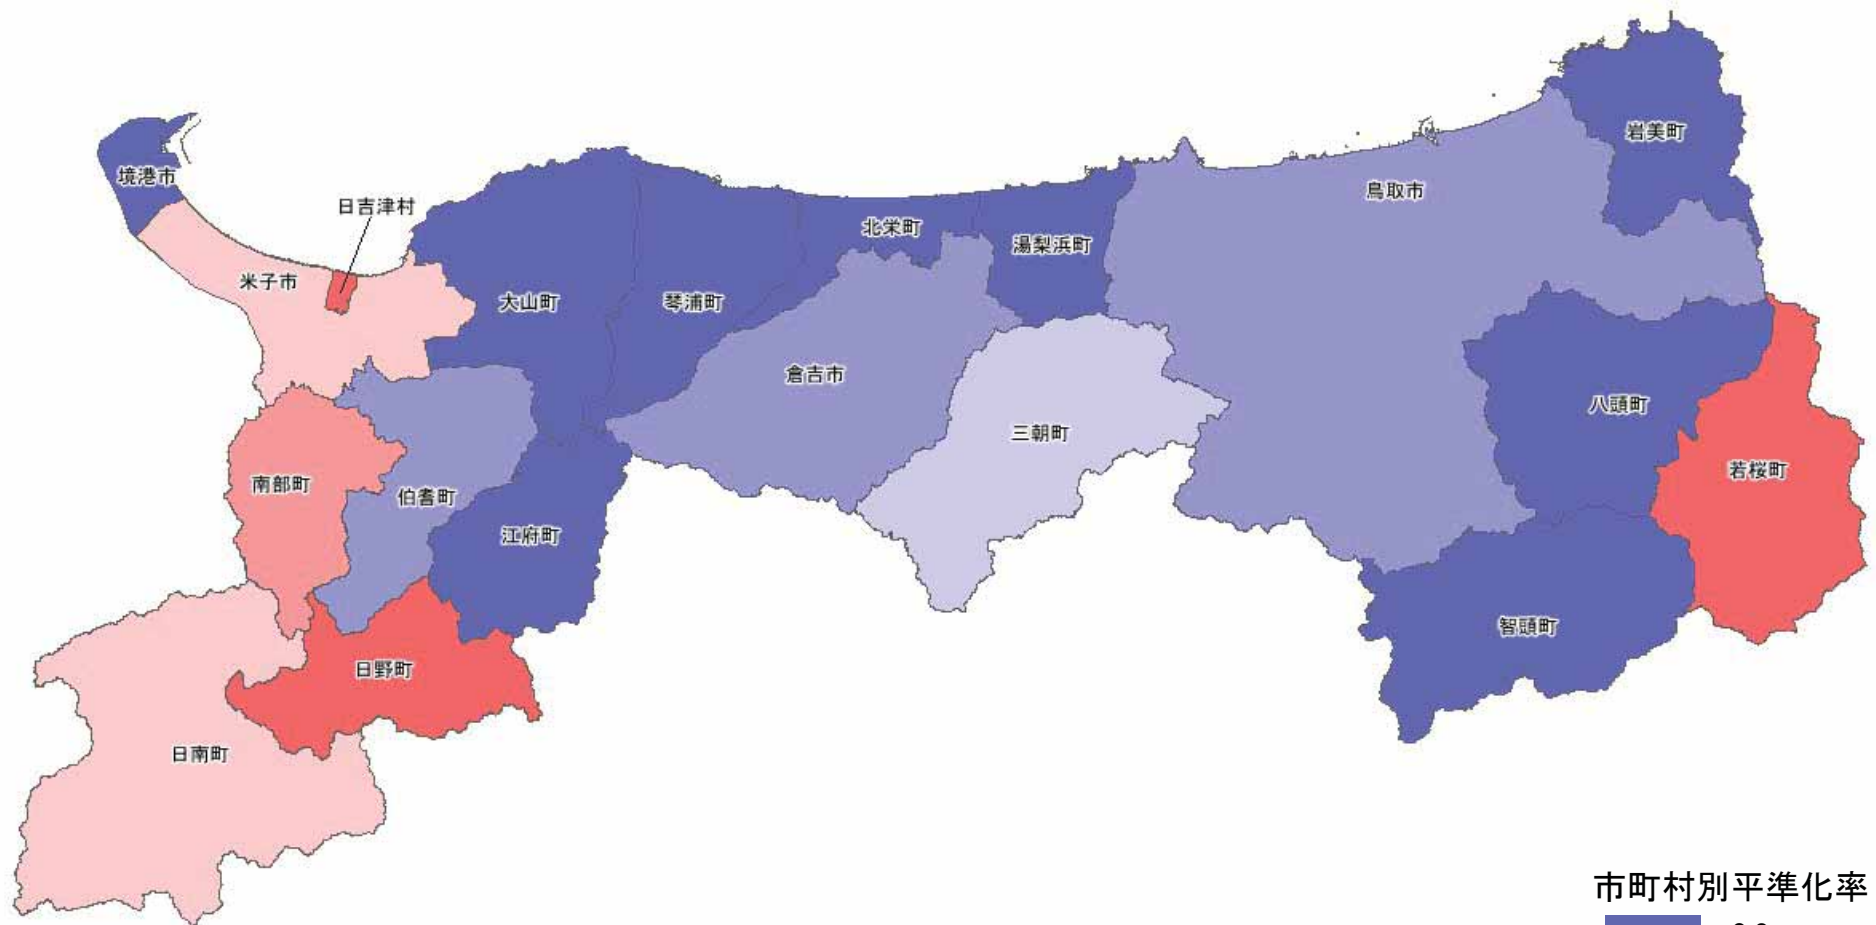 岩美町
境港市
鳥取市
日吉津村
北栄町
湯梨浜町
米子市
大山町
琴浦町
倉吉市
八頭町
三朝町
若桜町
南部町
伯耆町
江府町
智頭町
日野町
日南町
市町村別平準化率